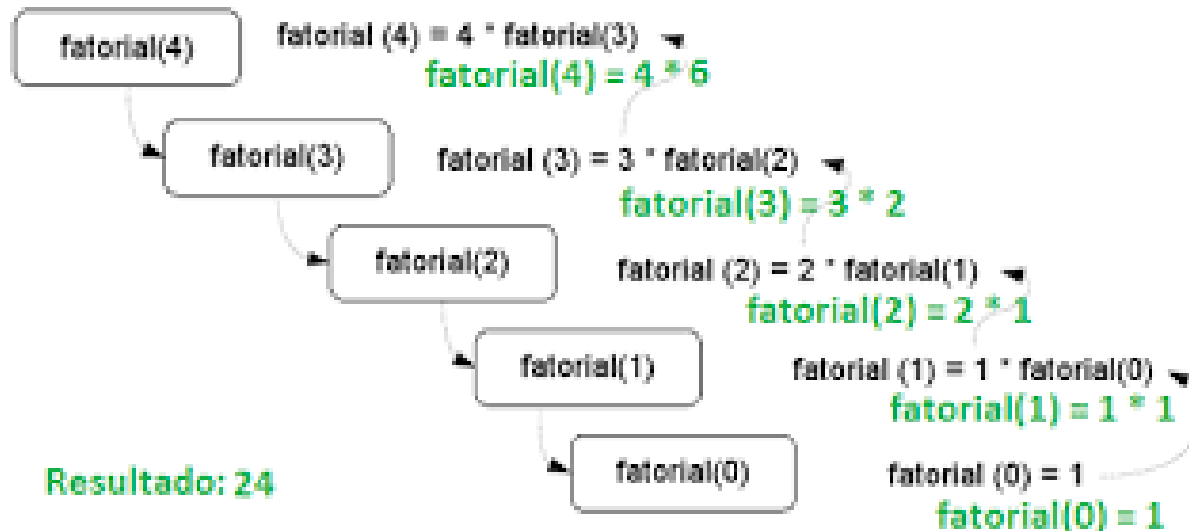 fatorial(4)
fatorial (4) = 4 * fatorial(3)
fatorial(4) = 4 * 6
fatorial(3)
fatorial (3) = 3 * fatorial(2)
fatorial(3) = 3 * 2
fatorial(2)
fatorial (2) = 2 * fatorial(1)
fatorial(2) = 2 * 1
fatorial(1)
fatorial (1) = 1 * fatorial(0)
fatorial(1) = 1 * 1
fatorial(0)
fatorial (0) = 1
fatorial(0) = 1
Resultado: 24